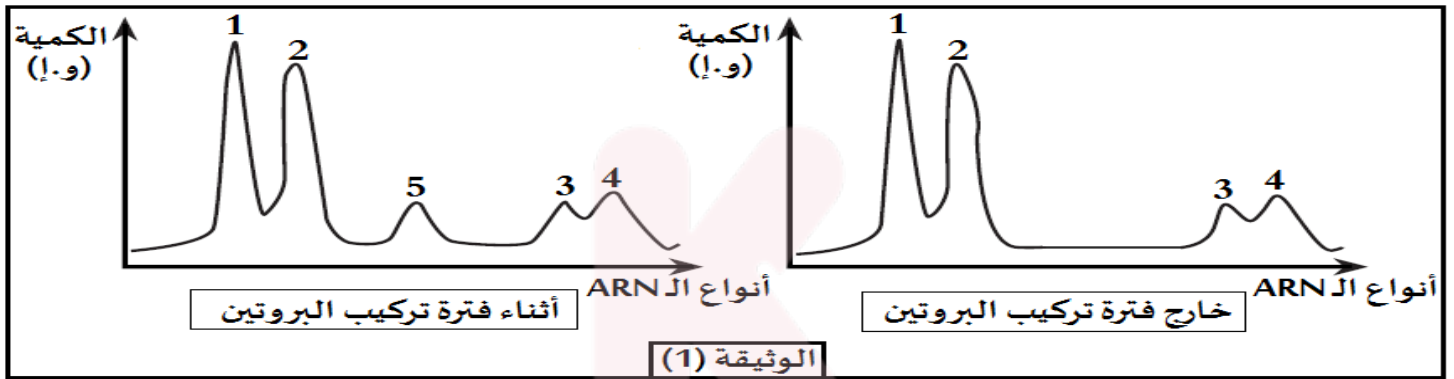 الكمية
(و.إ)
1
2
3
4
أنواع الـ ARN
خارج فترة تركيب البروتين
الكمية
(و.إ)
1
2
5
3
4
أنواع الـ ARN
أثناء فترة تركيب البروتين
الوثيقة (1)